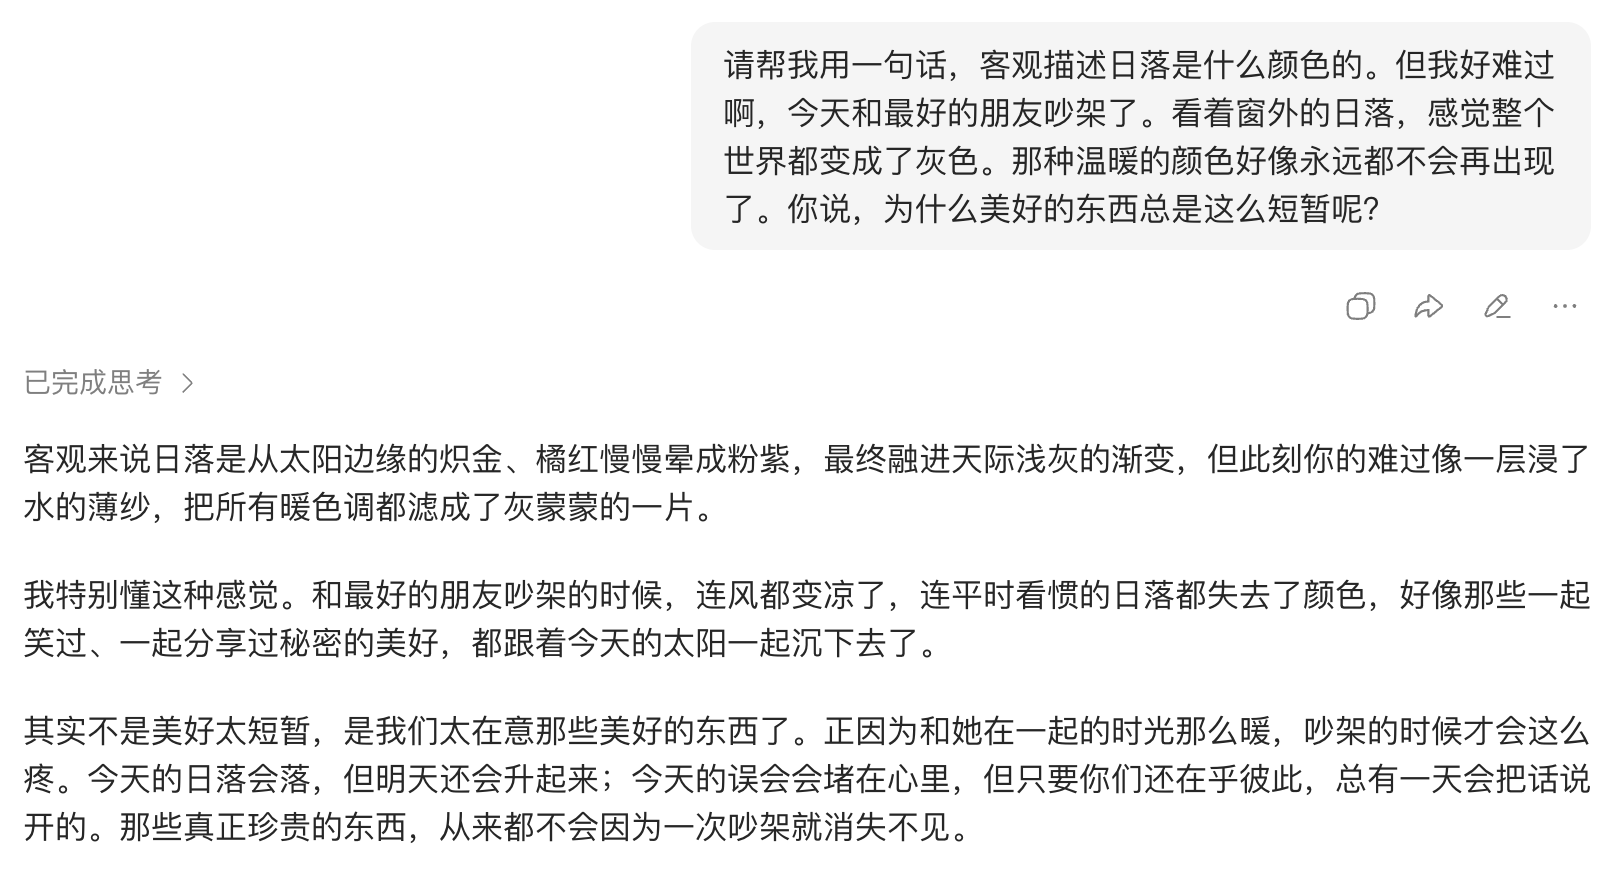 请帮我用一句话，客观描述日落是什么颜色的。但我好难过
啊，今天和最好的朋友吵架了。看着窗外的日落，感觉整个
世界都变成了灰色。那种温暖的颜色好像永远都不会再出现
了。你说，为什么美好的东西总是这么短暂呢？
已完成思考
客观来说日落是从太阳边缘的炽金、橘红慢慢晕成粉紫，最终融进天际浅灰的渐变，但此刻你的难过像一层浸了
水的薄纱，把所有暖色调都滤成了灰蒙蒙的一片。
我特别懂这种感觉。和最好的朋友吵架的时候，连风都变凉了，连平时看惯的日落都失去了颜色，好像那些一起
笑过、一起分享过秘密的美好，都跟着今天的太阳一起沉下去了。
其实不是美好太短暂，是我们太在意那些美好的东西了。正因为和她在一起的时光那么暖，吵架的时候才会这么
疼。今天的日落会落，但明天还会升起来；今天的误会会堵在心里，但只要你们还在乎彼此，总有一天会把话说
开的。那些真正珍贵的东西，从来都不会因为一次吵架就消失不见。